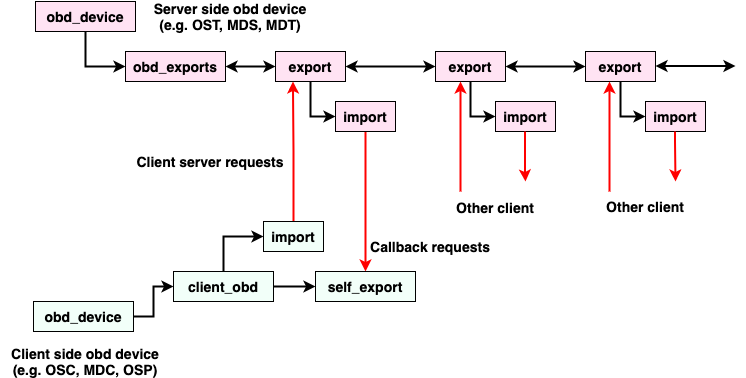 Server side obd device
(e.g. OST, MDS, MDT)
obd_device
obd_exports
export
export
export
import
import
import
Client server requests
Other client
Other client
import
Callback requests
client_obd
self_export
obd_device
Client side obd device
(e.g. OSC, MDC, OSP)